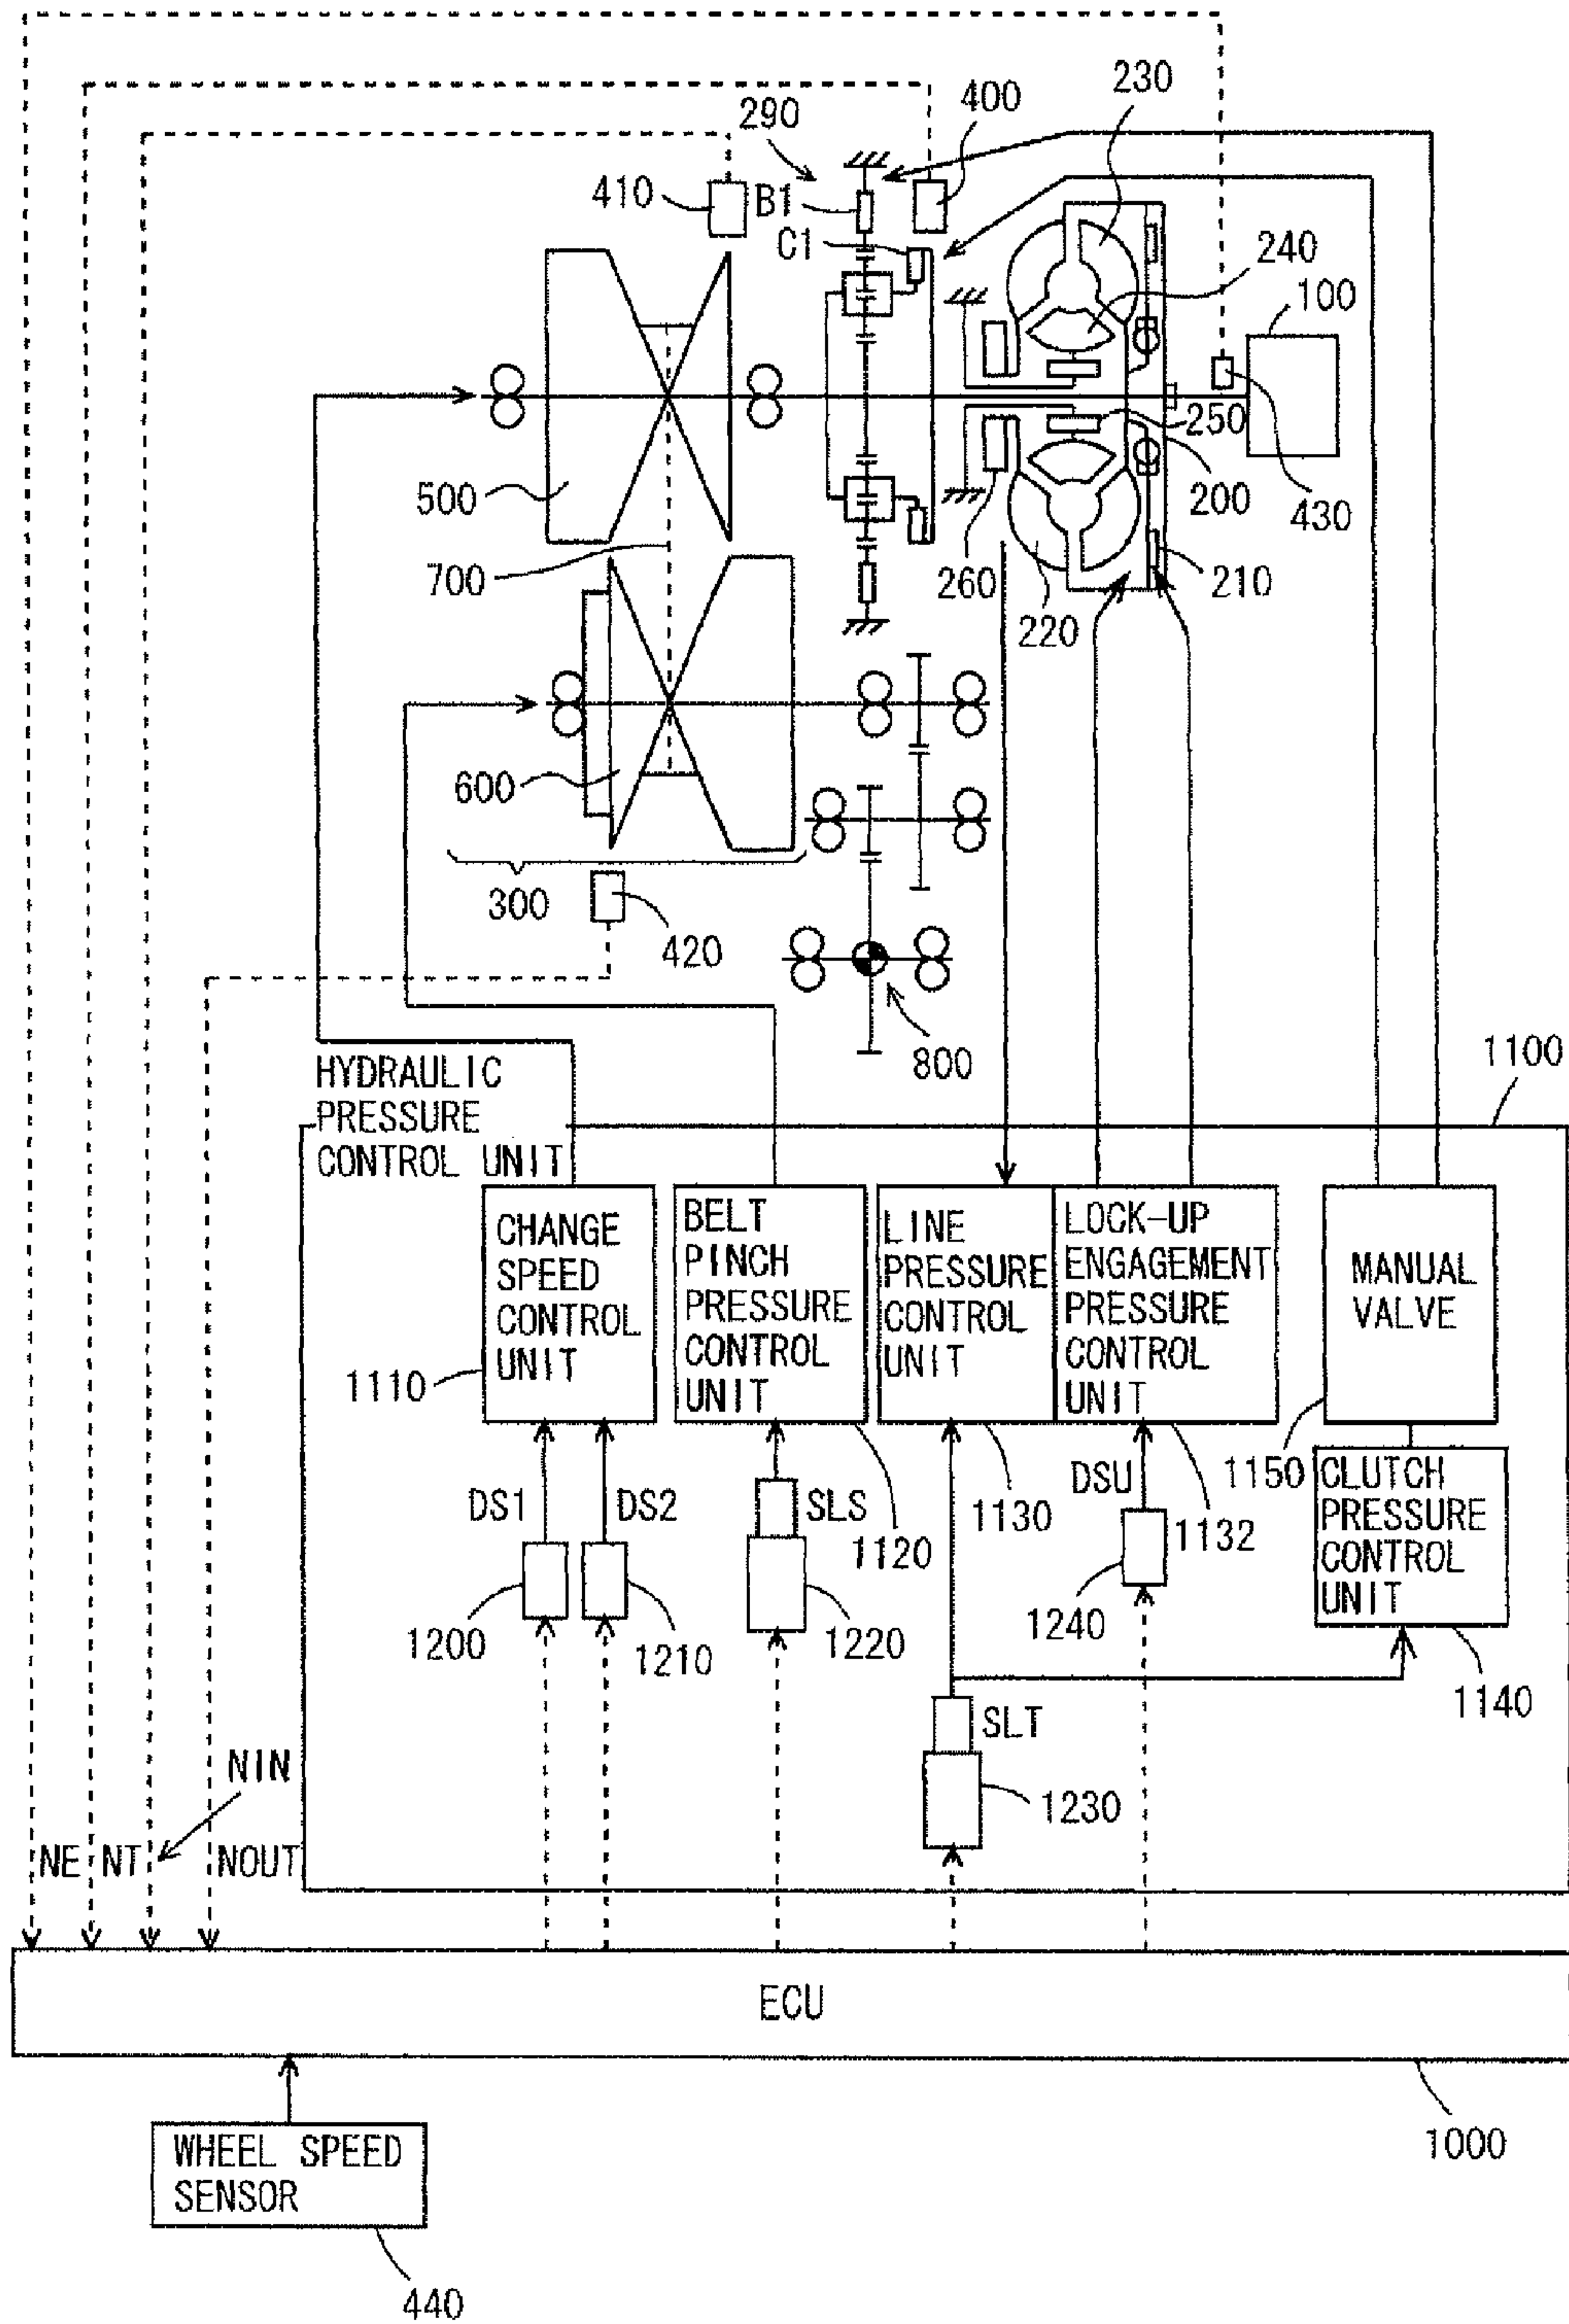 230
400
290
410
B1
C1
240
100
500
250
200
430
700
260
210
220
600
300
420
800
1100
HYDRAULIC
PRESSURE
CONTROL UNIT
CHANGE
SPEED
CONTROL
UNIT
BELT
PINCH
PRESSURE
CONTROL
UNIT
LINE
PRESSURE
CONTROL
UNIT
LOCK-UP
ENGAGEMENT
PRESSURE
CONTROL
UNIT
MANUAL
VALVE
1110
1150
CLUTCH
PRESSURE
CONTROL
UNIT
DS1
DS2
SLS
1120
1130
DSU
1132
1200
1210
1220
1240
1140
SLT
1230
NIN
NE
NT
NOUT
ECU
1000
WHEEL SPEED
SENSOR
440